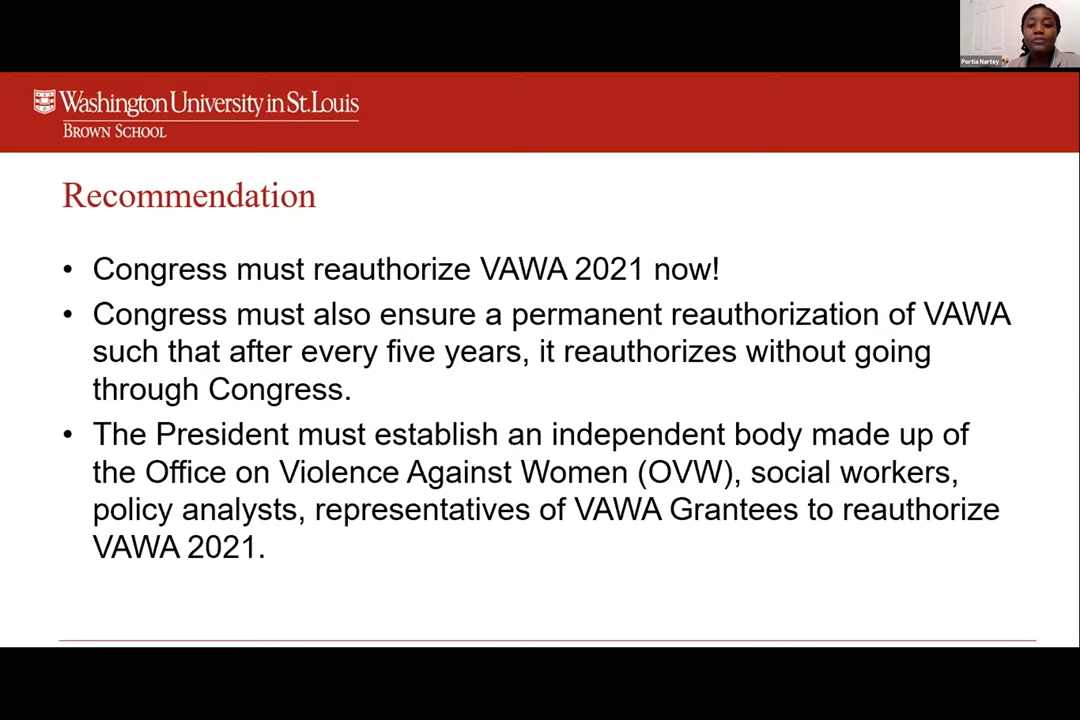 Portia Nartey
Washington University in St. Louis
BROWN SCHOOL
Recommendation
• Congress must reauthorize VAWA 2021 now!
• Congress must also ensure a permanent reauthorization of VAWA
such that after every five years, it reauthorizes without going
through Congress.
• The President must establish an independent body made up of
the Office on Violence Against Women (OVW), social workers,
policy analysts, representatives of VAWA Grantees to reauthorize
VAWA 2021.